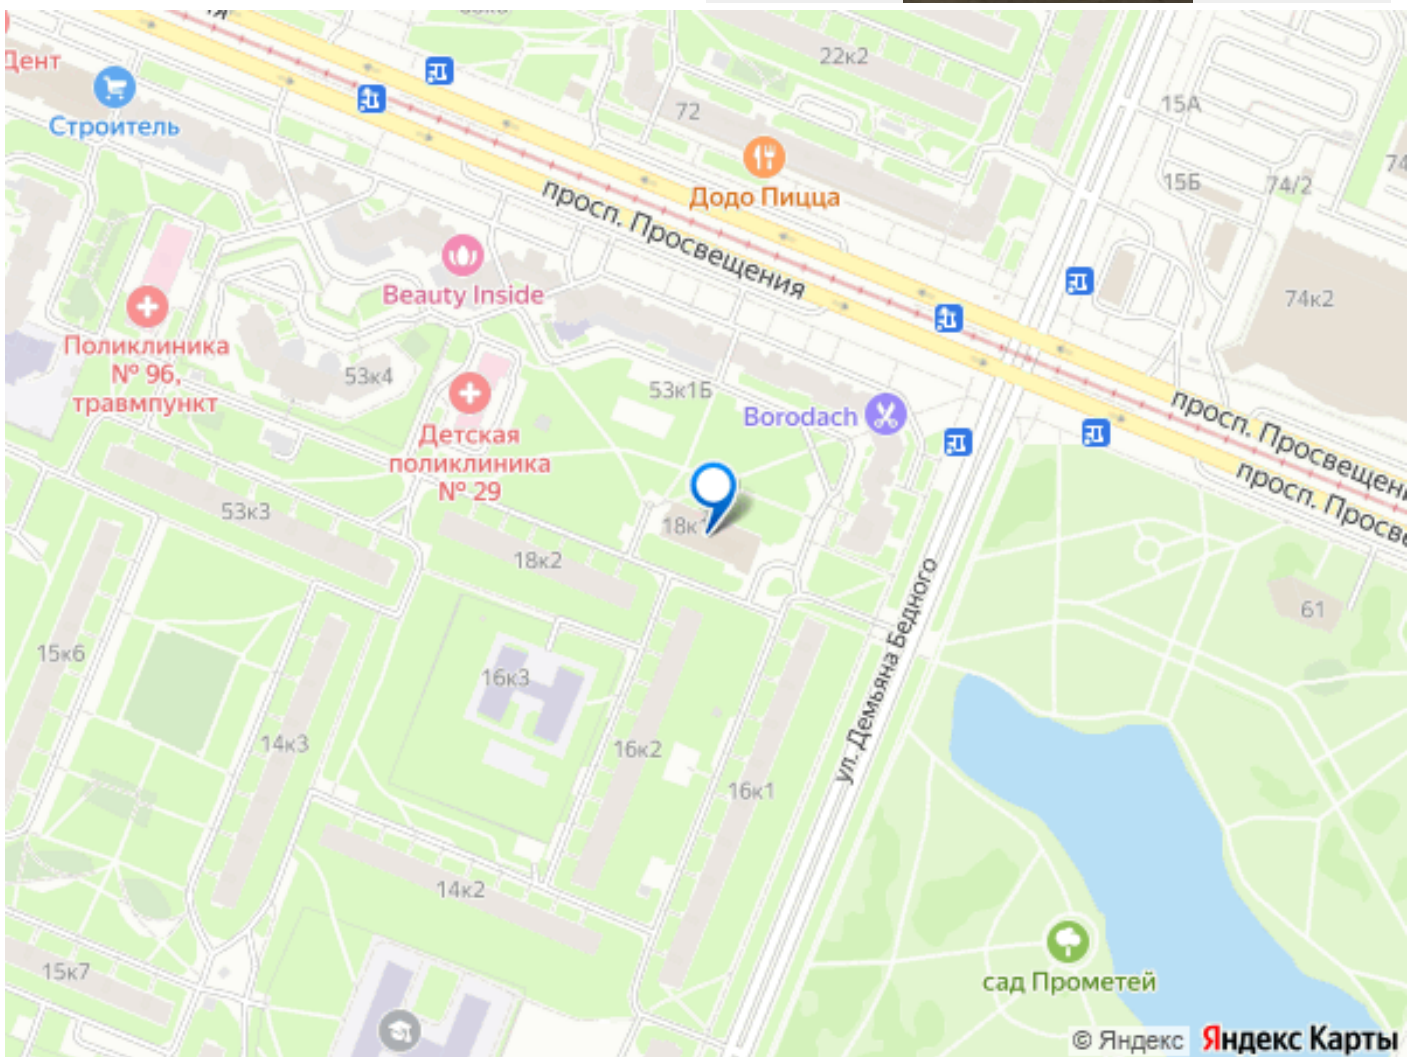 Дент
22к2
72
15А
Строитель
Додо Пицца
15Б
74/2
просп. Просвещения
Beauty Inside
74к2
Поликлиника
№ 96,
травмпункт
53к4
53к1Б
Borodach
просп. Просвещени
Детская
поликлиника
№ 29
просп. Просве
53к3
18к2
61
ул. Демьяна Бедного
15к6
16к3
14к3
16к2
16к1
14к2
15к7
сад Прометей
© Яндекс Яндекс Карты